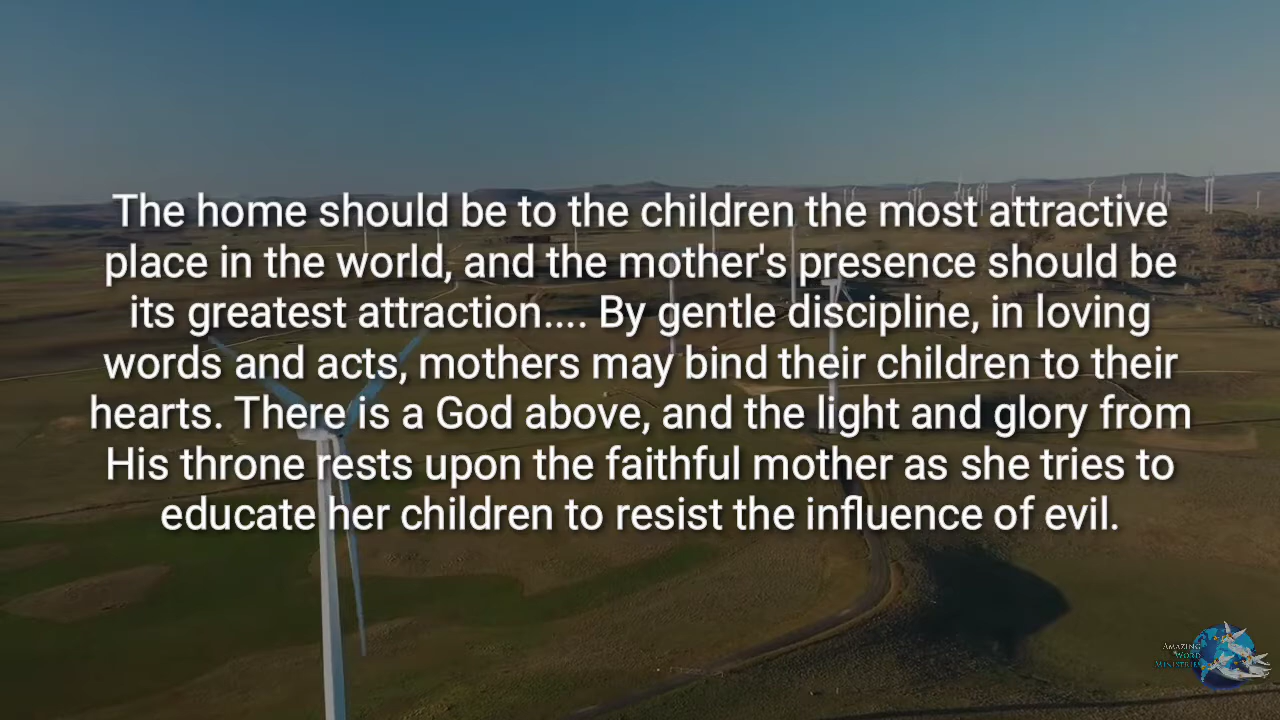 The home should be to the children the most attractive
place in the world, and the mother's presence should be
its greatest attraction.... By gentle discipline, in loving
words and acts, mothers may bind their children to their
hearts. There is a God above, and the light and glory from
His throne rests upon the faithful mother as she tries to
educate her children to resist the influence of evil.
AMAZING
WORD
MINISTRIES